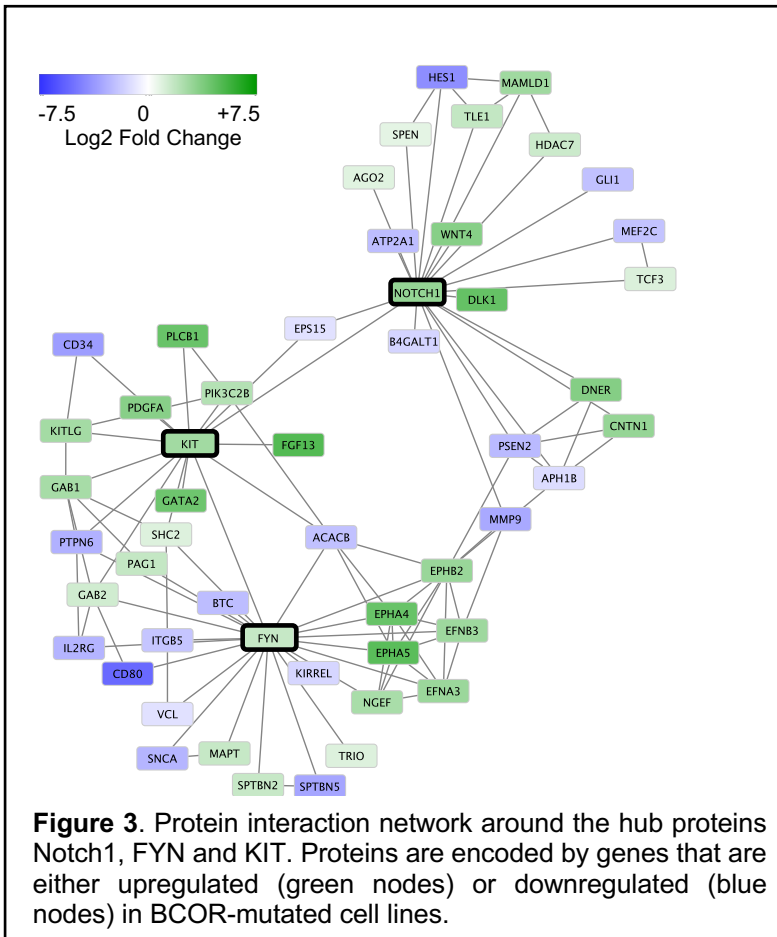 -7.5 0 +7.5
Log2 Fold Change
HES1
MAMLD1
TLE1
SPEN
HDAC7
AGO2
GLI1
ATP2A1
WNT4
MEF2C
TCF3
NOTCH1
DLK1
EPS15
B4GALT1
CD34
PLCB1
PIK3C2B
PDGFA
DNER
KITLG
CNTN1
KIT
FGF13
PSEN2
APH1B
GAB1
GATA2
MMP9
SHC2
PTPN6
ACACB
PAG1
EPHB2
GAB2
BTC
EPHA4
EFNB3
IL2RG
ITGB5
FYN
EPHA5
CD80
KIRREL
EFNA3
NGEF
VCL
SNCA
MAPT
TRIO
SPTBN2
SPTBN5
Figure 3. Protein interaction network around the hub proteins
Notch1, FYN and KIT. Proteins are encoded by genes that are
either upregulated (green nodes) or downregulated (blue
nodes) in BCOR-mutated cell lines.